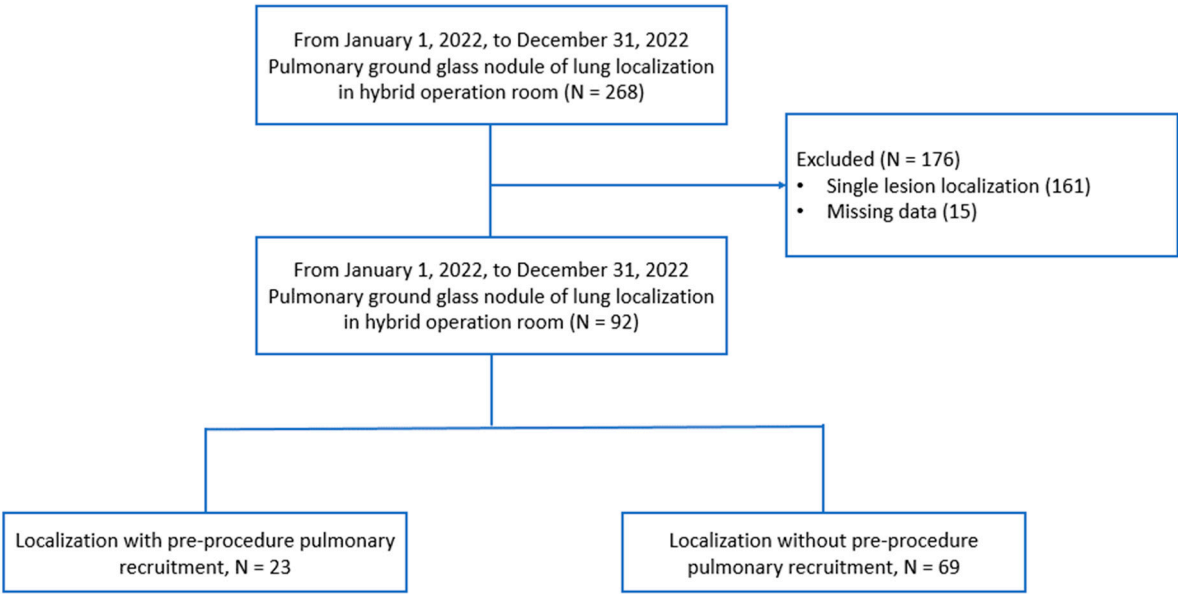 From January 1, 2022, to December 31, 2022
Pulmonary ground glass nodule of lung localization
in hybrid operation room (N = 268)
Excluded (N = 176)
• Single lesion localization (161)
• Missing data (15)
From January 1, 2022, to December 31, 2022
Pulmonary ground glass nodule of lung localization
in hybrid operation room (N = 92)
Localization with pre-procedure pulmonary
recruitment, N = 23
Localization without pre-procedure
pulmonary recruitment, N = 69